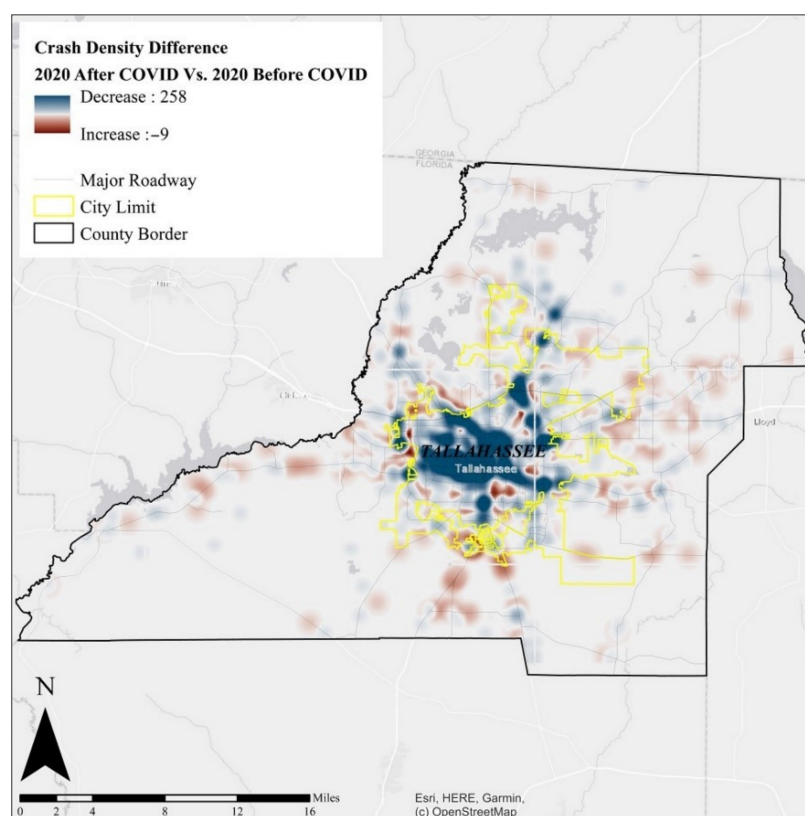 Crash Density Difference
2020 After COVID Vs. 2020 Before COVID
Decrease : 258
Increase :–9
Major Roadway
City Limit
County Border
GEORGIA
FLORIDA
Lloyd
TALLAHASSEE
Tallahassee
N
0 2 4 8 12 16 Miles
Esri, HERE, Garmin,
(c) OpenStreetMap